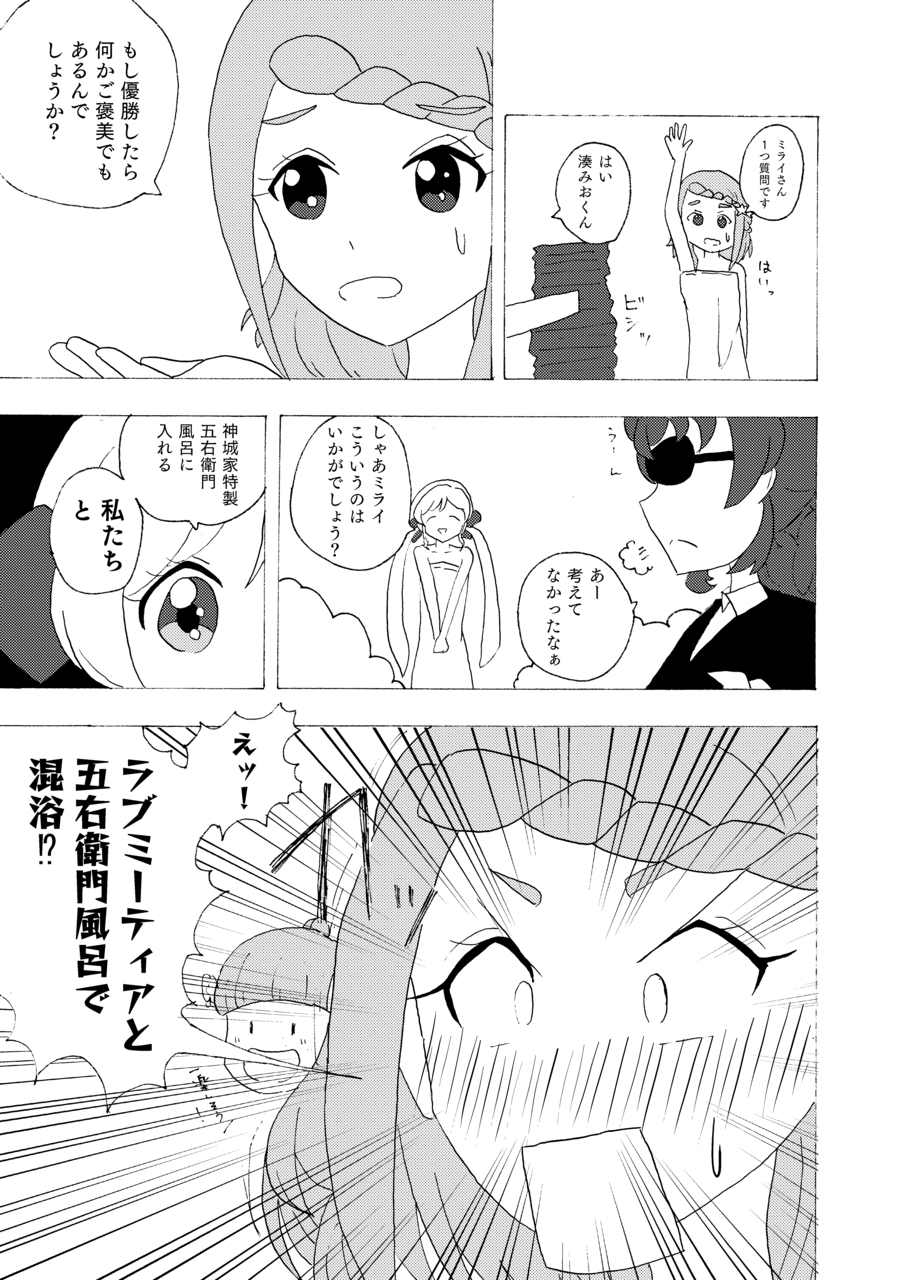 ミライさん
1つ質問です
はいっ
はい
湊みおくん
ビシ〃
もし優勝したら
何かご褒美でも
あるんで
しょうか？
うーん
あー
考えて
なかったなぁ
しゃあミライ
こういうのは
いかがでしょう？
神城家特製
五右衛門
風呂に
入れる
私たち
と
えッ！
ラブミーティアと
五右衛門風呂で
混浴⁉